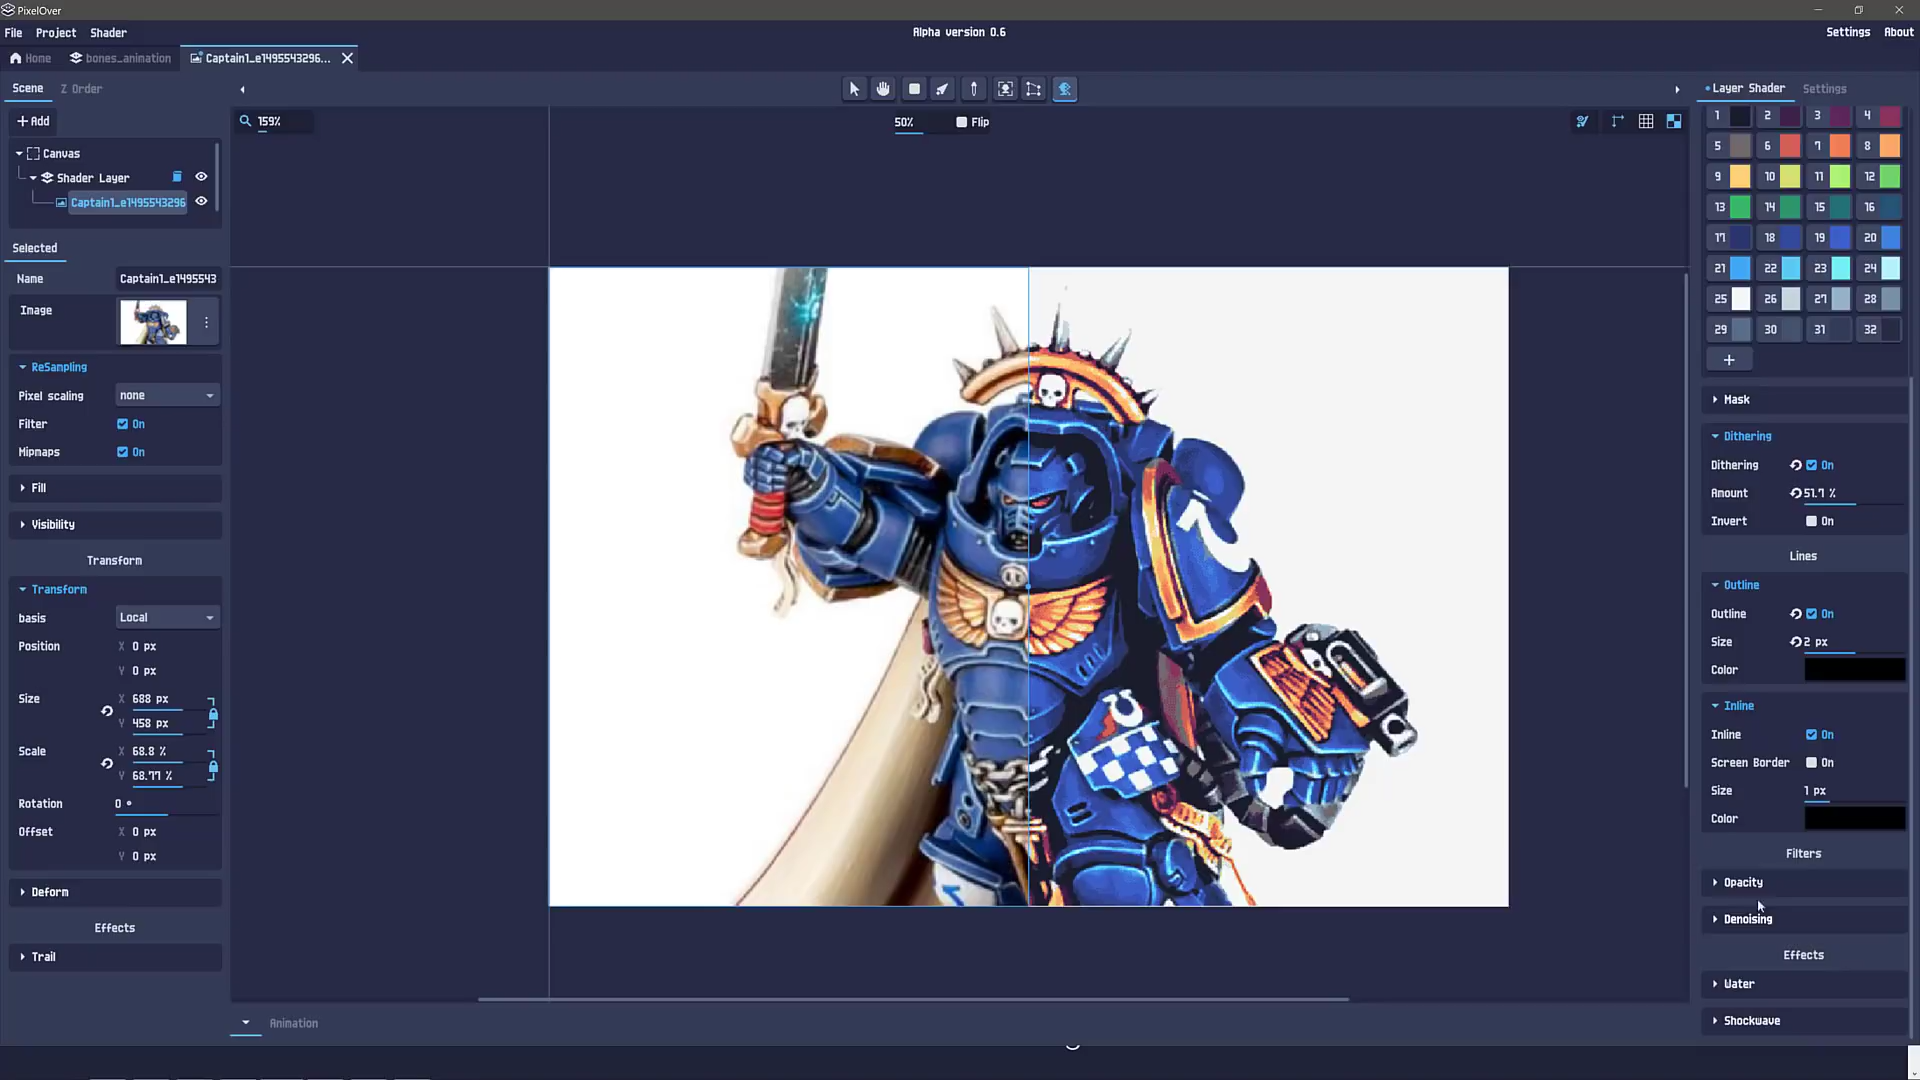 PixelOver
File Project Shader Alpha version 0.6 Settings About
Home bones_animation Captain1_e1495543296...
Scene Z Order
Layer Shader Settings
Add
159%
50% Flip
Canvas
Shader Layer
Captain1_e1495543296
Selected
Name Captain1_e1495543
Image
ReSampling
Pixel scaling none
Filter On
Mipmaps On
Fill
Visibility
Transform
Transform
basis Local
Position X 0 px
Y 0 px
Size X 688 px
Y 458 px
Scale X 68.8 %
Y 68.77 %
Rotation 0 °
Offset X 0 px
Y 0 px
Deform
Effects
Trail
Animation
1 2 3 4
5 6 7 8
9 10 11 12
13 14 15 16
17 18 19 20
21 22 23 24
25 26 27 28
29 30 31 32
Mask
Dithering
Dithering On
Amount 51.7 %
Invert On
Lines
Outline
Outline On
Size 2 px
Color
Inline
Inline On
Screen Border On
Size 1 px
Color
Filters
Opacity
Denoising
Effects
Water
Shockwave